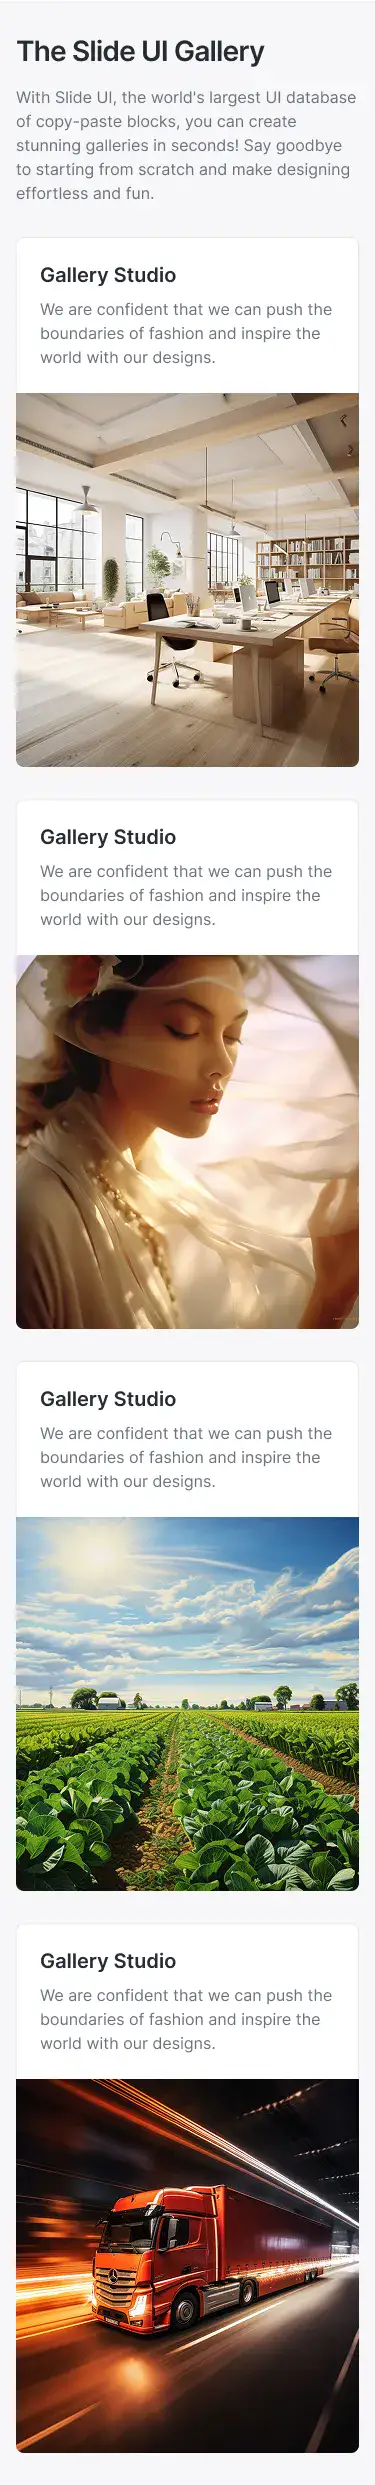 The Slide UI Gallery
With Slide UI, the world's largest UI database
of copy-paste blocks, you can create
stunning galleries in seconds! Say goodbye
to starting from scratch and make designing
effortless and fun.
Gallery Studio
We are confident that we can push the
boundaries of fashion and inspire the
world with our designs.
Gallery Studio
We are confident that we can push the
boundaries of fashion and inspire the
world with our designs.
Gallery Studio
We are confident that we can push the
boundaries of fashion and inspire the
world with our designs.
Gallery Studio
We are confident that we can push the
boundaries of fashion and inspire the
world with our designs.